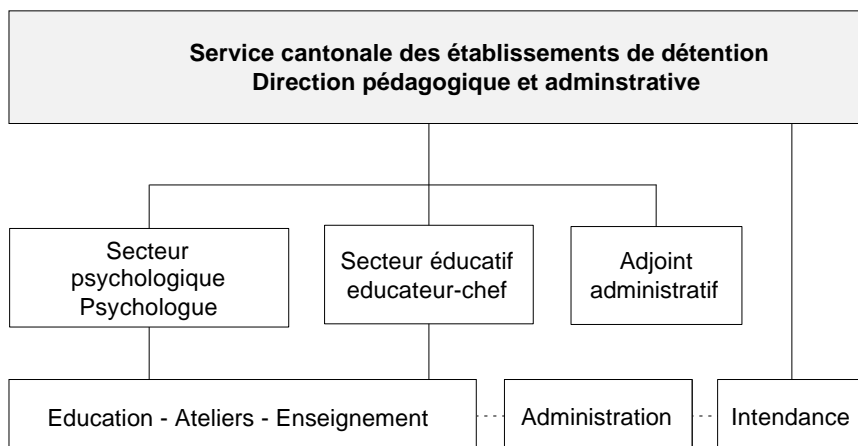 Service cantonale des établissements de détention
Direction pédagogique et adminstrative
Secteur
psychologique
Psychologue
Secteur éducatif
educateur-chef
Adjoint
administratif
Education - Ateliers - Enseignement
Administration
Intendance